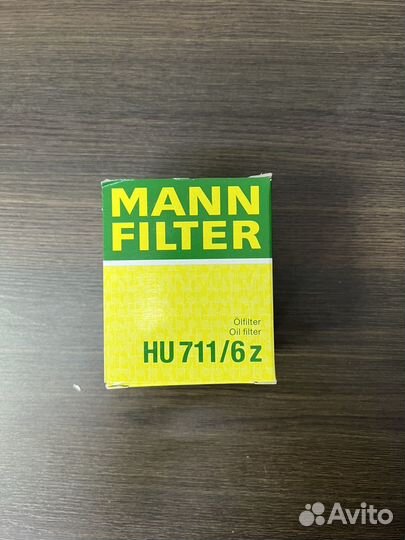 MANN
FILTER
Ölfilter
Oil filter
HU 711/6 z
Avito